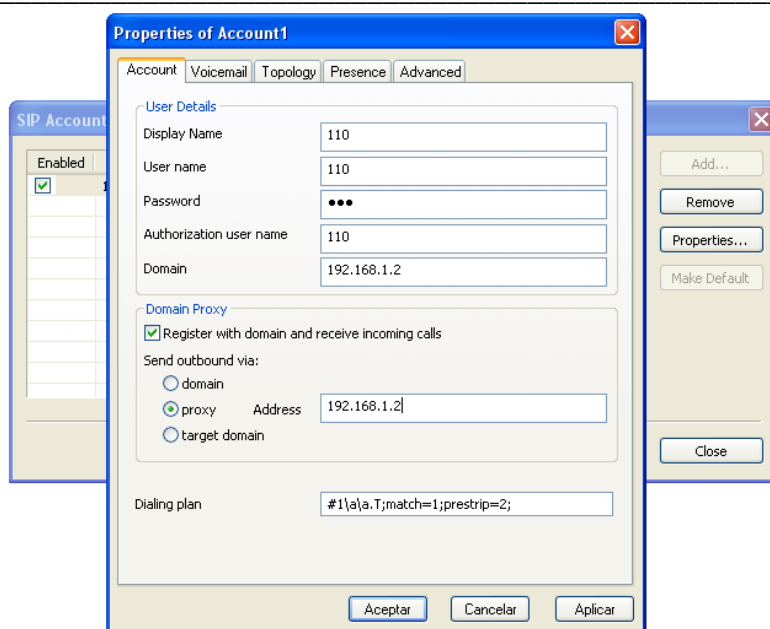 Properties of Account1
Account Voicemail Topology Presence Advanced
SIP Account
User Details
Display Name 110
Enabled
User name 110
Add...
1
Password ●●●
Remove
Authorization user name 110
Properties...
Domain 192.168.1.2
Make Default
Domain Proxy
Register with domain and receive incoming calls
Send outbound via:
domain
proxy Address 192.168.1.2
target domain
Close
Dialing plan #1\a\a.T;match=1;prestrip=2;
Aceptar Cancelar Aplicar